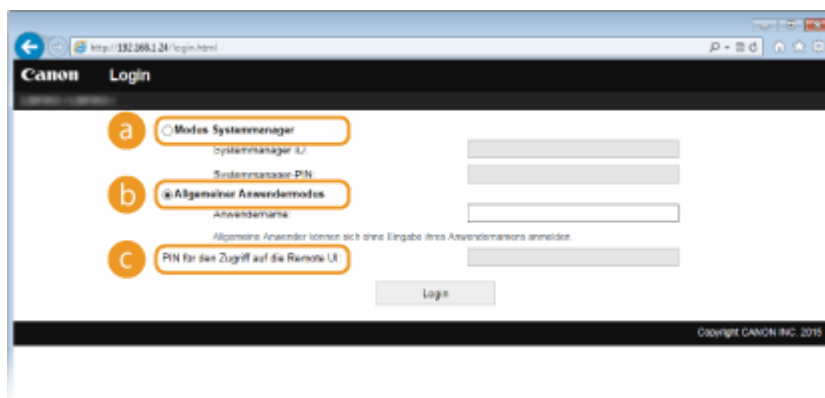 http://192.168.1.24/login.html
Canon Login
a Modus Systemmanager
Systemmanager ID
Systemmanager-PIN:
b Allgemeiner Anwendermodus
Anwendername:
Allgemeine Anwender können sich ohne Eingabe ihres Anwendernamens anmelden.
c PIN für den Zugriff auf die Remote UI:
Login
Copyright CANON INC. 2015